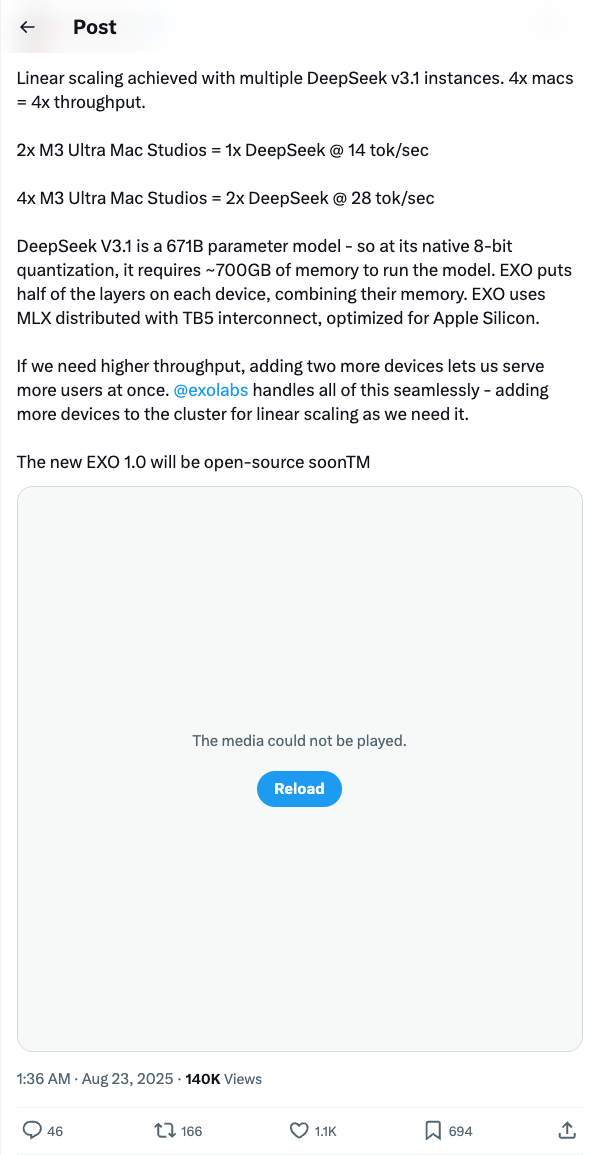 Post
Linear scaling achieved with multiple DeepSeek v3.1 instances. 4x macs
= 4x throughput.
2x M3 Ultra Mac Studios = 1x DeepSeek @ 14 tok/sec
4x M3 Ultra Mac Studios = 2x DeepSeek @ 28 tok/sec
DeepSeek V3.1 is a 671B parameter model - so at its native 8-bit
quantization, it requires ~700GB of memory to run the model. EXO puts
half of the layers on each device, combining their memory. EXO uses
MLX distributed with TB5 interconnect, optimized for Apple Silicon.
If we need higher throughput, adding two more devices lets us serve
more users at once. @exolabs handles all of this seamlessly - adding
more devices to the cluster for linear scaling as we need it.
The new EXO 1.0 will be open-source soonTM
The media could not be played.
Reload
1:36 AM · Aug 23, 2025 · 140K Views
46 166 1.1K 694